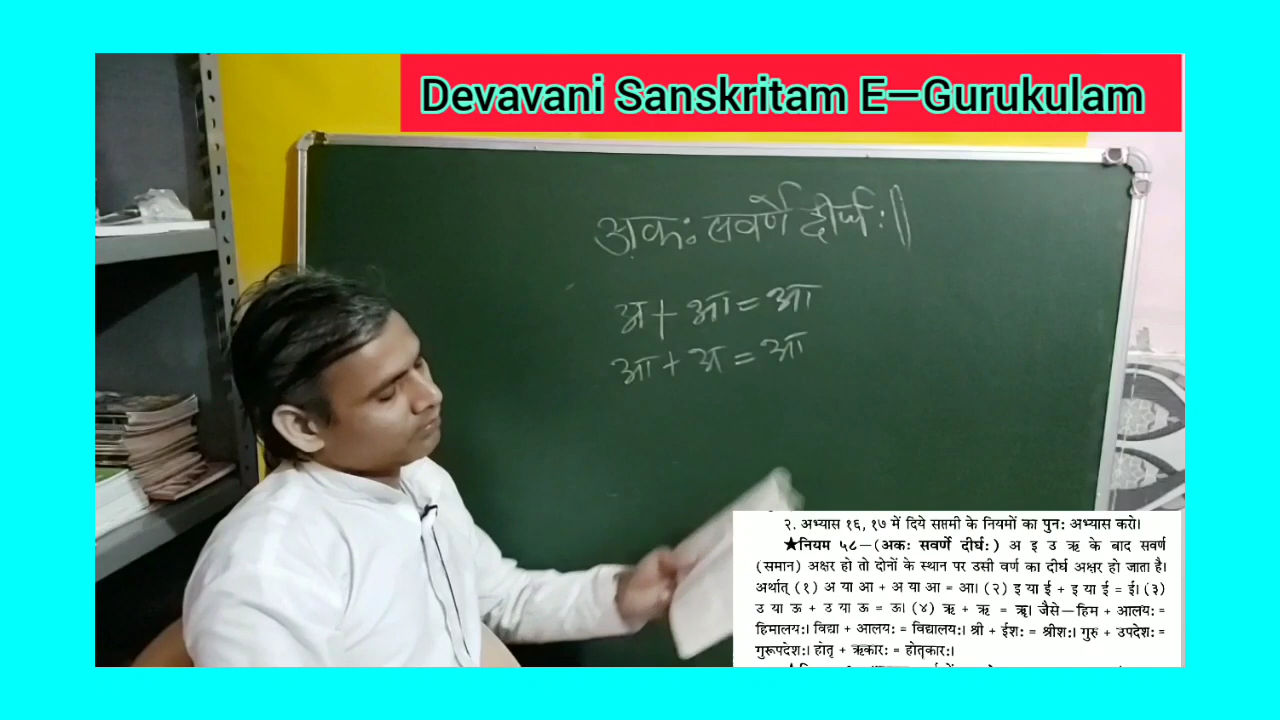 Devavani Sanskritam E—Gurukulam
अकः सवर्णे दीर्घः॥
अ + आ = आ
आ + अ = आ
२. अभ्यास १६, १७ में दिये सप्तमी के नियमों का पुनः अभ्यास करो।
★नियम ५८—(अकः सवर्णे दीर्घः) अ इ उ ऋ के बाद सवर्ण
(समान) अक्षर हो तो दोनों के स्थान पर उसी वर्ण का दीर्घ अक्षर हो जाता है।
अर्थात् (१) अ या आ + अ या आ = आ। (२) इ या ई + इ या ई = ई। (३)
उ या ऊ + उ या ऊ = ऊ। (४) ऋ + ऋ = ॠ। जैसे—हिम + आलयः =
हिमालयः। विद्या + आलयः = विद्यालयः। श्री + ईशः = श्रीशः। गुरु + उपदेशः =
गुरूपदेशः। होतृ + ऋकारः = होतॄकारः।